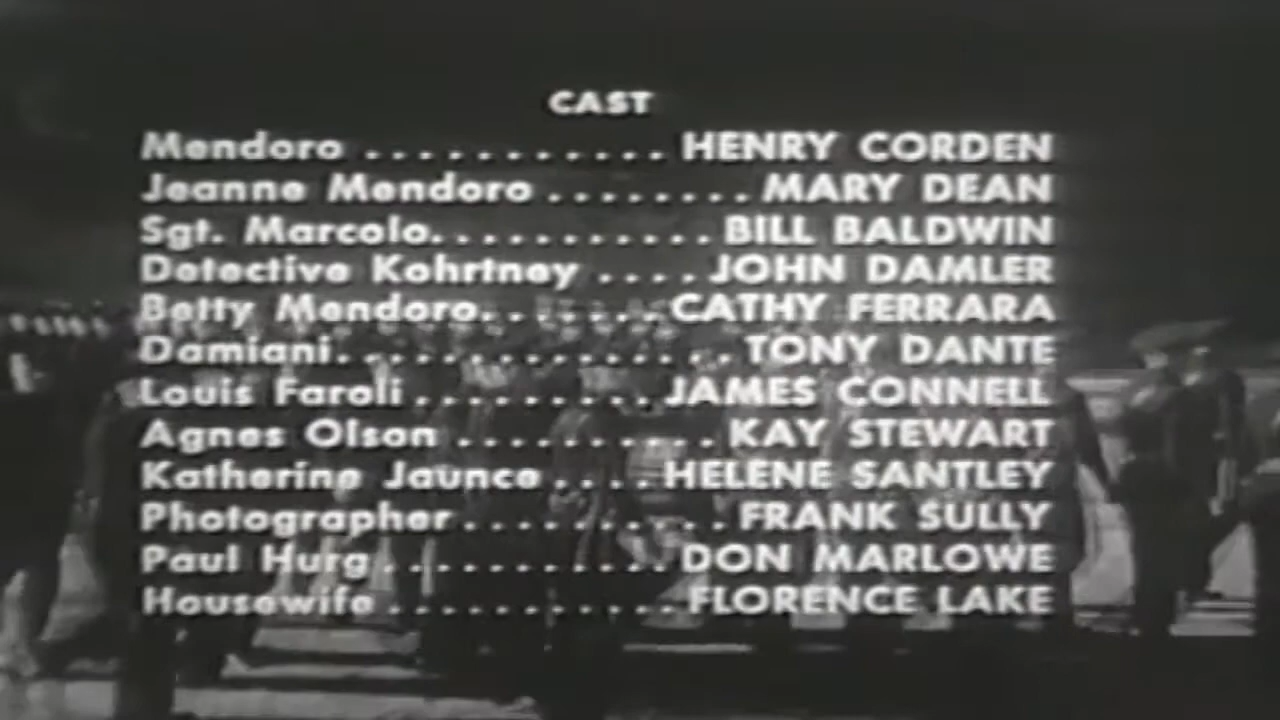 CAST
Mendoro ............ HENRY CORDEN
Jeanne Mendoro ........ MARY DEAN
Sgt. Marcolo........... BILL BALDWIN
Detective Kohrtney .... JOHN DAMLER
Betty Mendoro........ CATHY FERRARA
Damiani................ TONY DANTE
Louis Faroli .......... JAMES CONNELL
Agnes Olson .......... KAY STEWART
Katherine Jaunce .... HELENE SANTLEY
Photographer .......... FRANK SULLY
Paul Hurg ............ DON MARLOWE
Housewife ............ FLORENCE LAKE